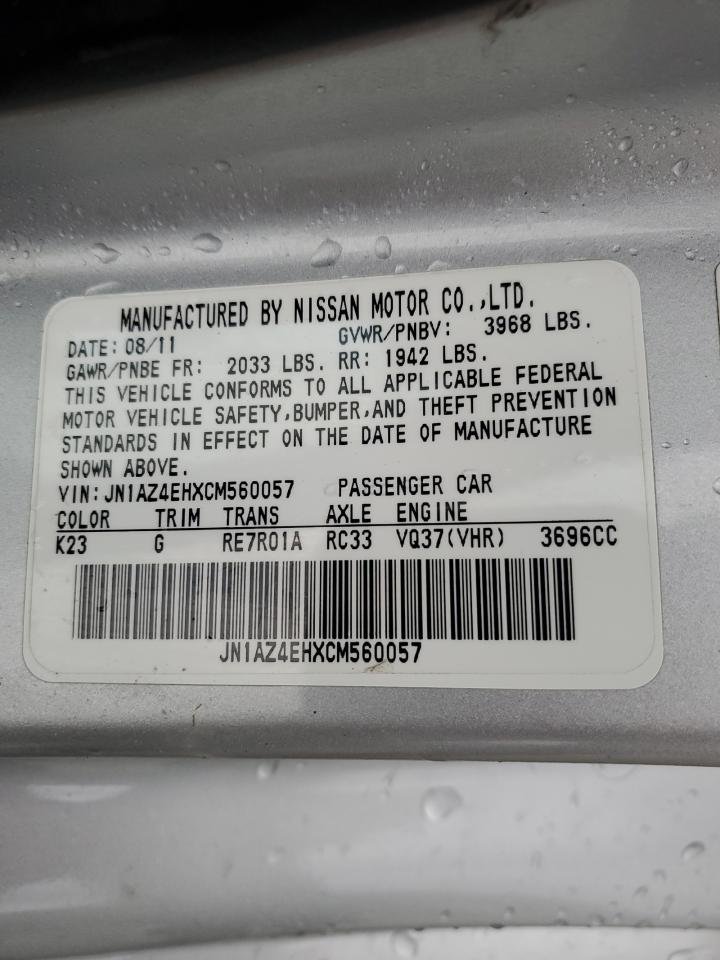 MANUFACTURED BY NISSAN MOTOR CO.,LTD.
DATE: 08/11 GVWR/PNBV: 3968 LBS.
GAWR/PNBE FR: 2033 LBS. RR: 1942 LBS.
THIS VEHICLE CONFORMS TO ALL APPLICABLE FEDERAL
MOTOR VEHICLE SAFETY,BUMPER,AND THEFT PREVENTION
STANDARDS IN EFFECT ON THE DATE OF MANUFACTURE
SHOWN ABOVE.
VIN:JN1AZ4EHXCM560057 PASSENGER CAR
COLOR TRIM TRANS AXLE ENGINE
K23 G RE7R01A RC33 VQ37(VHR) 3696CC
JN1AZ4EHXCM560057